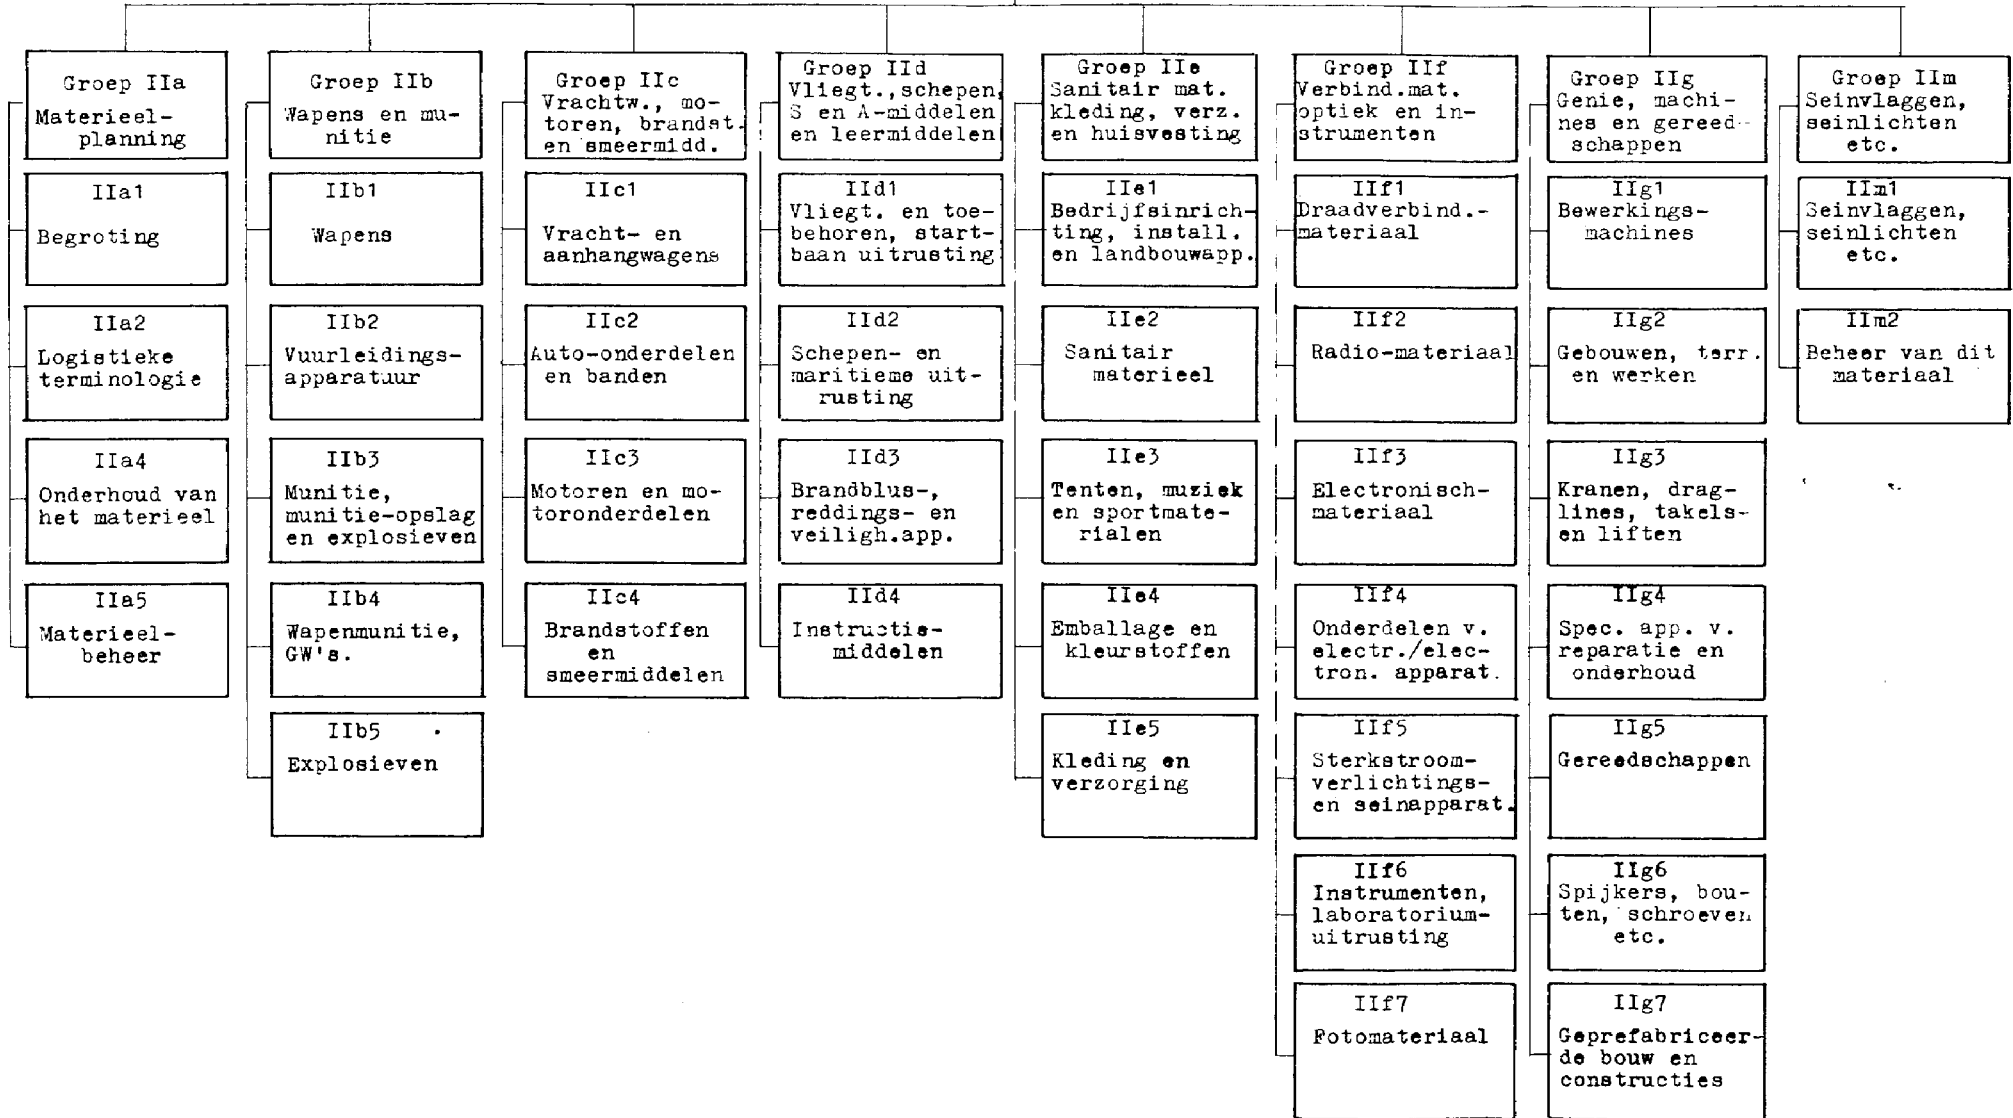 Groep IIa
Materieel-
planning
IIa1
Begroting
IIa2
Logistieke
terminologie
IIa4
Onderhoud van
het materieel
IIa5
Materieel-
beheer
Groep IIb
Wapens en mu-
nitie
IIb1
Wapens
IIb2
Vuurleidings-
apparatuur
IIb3
Munitie,
munitie-opslag
en explosieven
IIb4
Wapenmunitie,
GW's.
IIb5
Explosieven
Groep IIc
Vrachtw., mo-
toren, brandst.
en smeermidd.
IIc1
Vracht- en
aanhangwagens
IIc2
Auto-onderdelen
en banden
IIc3
Motoren en mo-
toronderdelen
IIc4
Brandstoffen
en
smeermiddelen
Groep IId
Vliegt.,schepen,
S en A-middelen
en leermiddelen
IId1
Vliegt. en toe-
behoren, start-
baan uitrusting
IId2
Schepen- en
maritieme uit-
rusting
IId3
Brandblus-,
reddings- en
veiligh.app.
IId4
Instructie-
middelen
Groep IIe
Sanitair mat.
kleding, verz.
en huisvesting
IIe1
Bedrijfsinrich-
ting, install.
en landbouwapp.
IIe2
Sanitair
materieel
IIe3
Tenten, muziek
en sportmate-
rialen
IIe4
Emballage en
kleurstoffen
IIe5
Kleding en
verzorging
Groep IIf
Verbind.mat.
optiek en in-
strumenten
IIf1
Draadverbind.-
materiaal
IIf2
Radio-materiaal
IIf3
Electronisch-
materiaal
IIf4
Onderdelen v.
electr./elec-
tron. apparat.
IIf5
Sterkstroom-
verlichtings-
en seinapparat.
IIf6
Instrumenten,
laboratorium-
uitrusting
IIf7
Fotomateriaal
Groep IIg
Genie, machi-
nes en gereed-
schappen
IIg1
Bewerkings-
machines
IIg2
Gebouwen, terr.
en werken
IIg3
Kranen, drag-
lines, takels-
en liften
IIg4
Spec. app. v.
reparatie en
onderhoud
IIg5
Gereedschappen
IIg6
Spijkers, bou-
ten, schroeven
etc.
IIg7
Geprefabriceer-
de bouw en
constructies
Groep IIm
Seinvlaggen,
seinlichten
etc.
IIm1
Seinvlaggen,
seinlichten
etc.
IIm2
Beheer van dit
materiaal